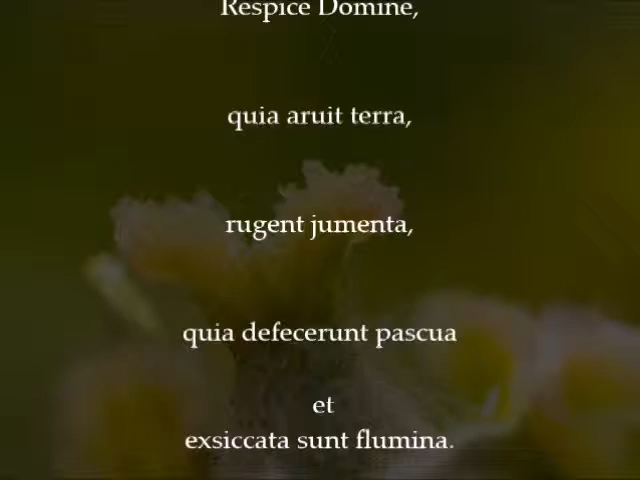 Respice Domine,
quia aruit terra,
rugent jumenta,
quia defecerunt pascua
et
exsiccata sunt flumina.